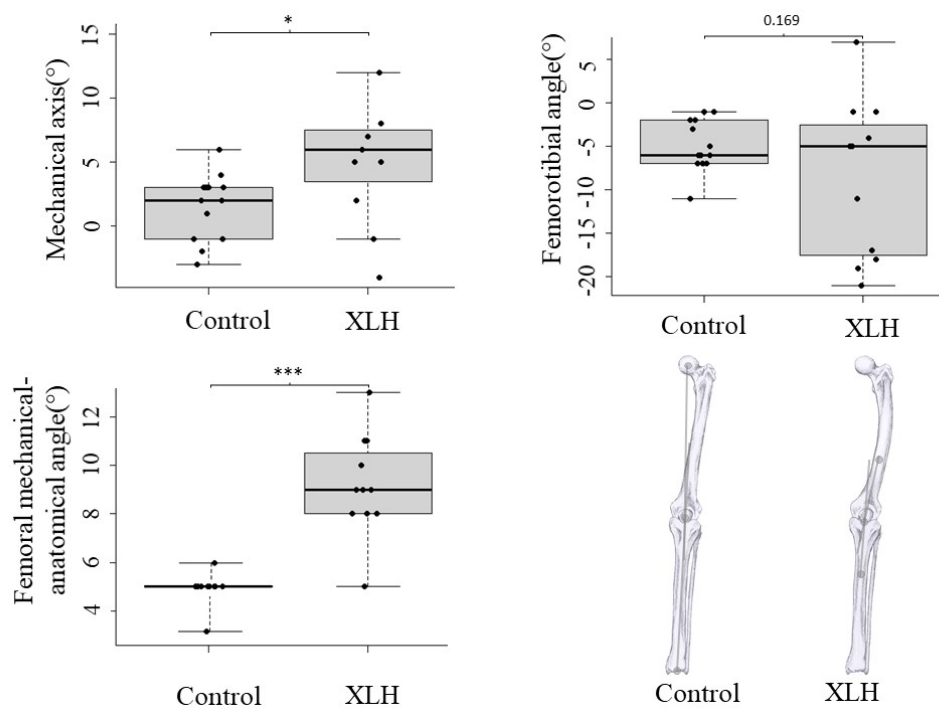 *
Mechanical axis(°)
15
10
5
0
Control
XLH
0.169
Femorotibial angle(°)
5
0
-5
-10
-15
-20
Control
XLH
***
Femoral mechanical-
anatomical angle(°)
12
10
8
6
4
Control
XLH
Control
XLH